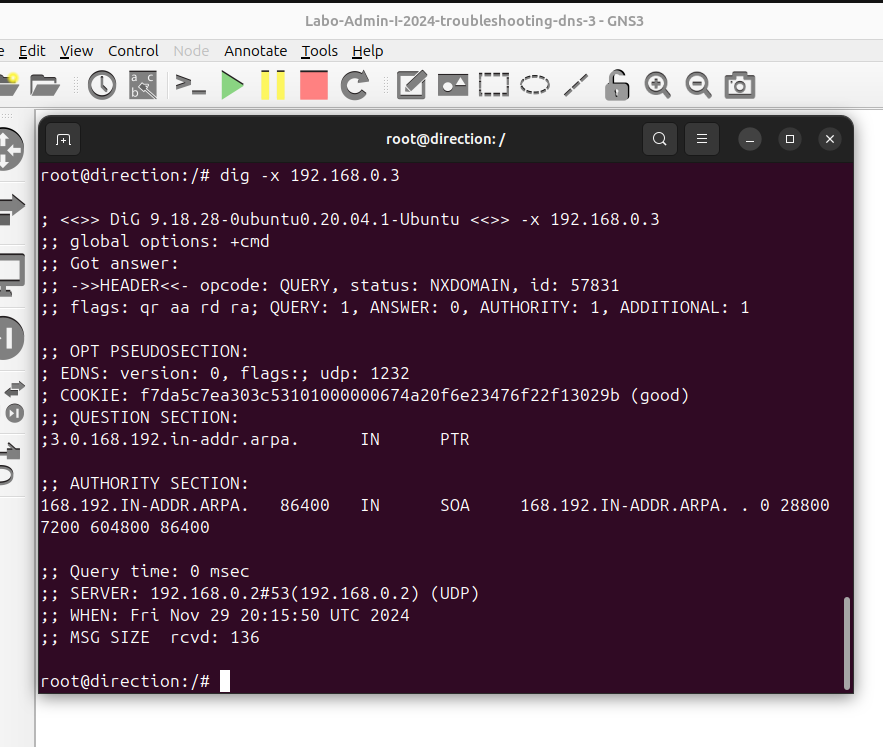 Labo-Admin-I-2024-troubleshooting-dns-3 - GNS3
e Edit View Control Node Annotate Tools Help
a c
b
root@direction: /
root@direction:/# dig -x 192.168.0.3
; <<>> DiG 9.18.28-0ubuntu0.20.04.1-Ubuntu <<>> -x 192.168.0.3
;; global options: +cmd
;; Got answer:
;; ->>HEADER<<- opcode: QUERY, status: NXDOMAIN, id: 57831
;; flags: qr aa rd ra; QUERY: 1, ANSWER: 0, AUTHORITY: 1, ADDITIONAL: 1
;; OPT PSEUDOSECTION:
; EDNS: version: 0, flags:; udp: 1232
; COOKIE: f7da5c7ea303c53101000000674a20f6e23476f22f13029b (good)
;; QUESTION SECTION:
;3.0.168.192.in-addr.arpa. IN PTR
;; AUTHORITY SECTION:
168.192.IN-ADDR.ARPA. 86400 IN SOA 168.192.IN-ADDR.ARPA. . 0 28800
7200 604800 86400
;; Query time: 0 msec
;; SERVER: 192.168.0.2#53(192.168.0.2) (UDP)
;; WHEN: Fri Nov 29 20:15:50 UTC 2024
;; MSG SIZE rcvd: 136
root@direction:/#